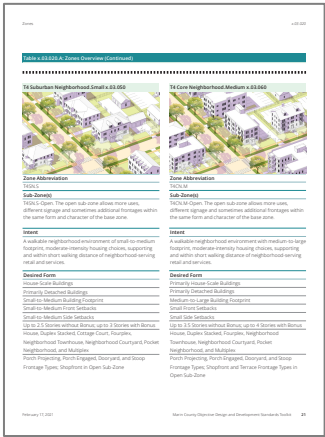 Zones
x.03.020
Table x.03.020.A: Zones Overview (Continued)
T4 Suburban Neighborhood.Small x.03.050
Zone Abbreviation
T4SN.S
Sub-Zone(s)
T4SN.S-Open. The open sub-zone allows more uses,
different signage and sometimes additional frontages within
the same form and character of the base zone.
Intent
A walkable neighborhood environment of small-to-medium
footprint, moderate-intensity housing choices, supporting
and within short walking distance of neighborhood-serving
retail and services.
Desired Form
House-Scale Buildings
Primarily Detached Buildings
Small-to-Medium Building Footprint
Small-to-Medium Front Setbacks
Small-to-Medium Side Setbacks
Up to 2.5 Stories without Bonus; up to 3 Stories with Bonus
House, Duplex Stacked, Cottage Court, Fourplex,
Neighborhood Townhouse, Neighborhood Courtyard, Pocket
Neighborhood, and Multiplex
Porch Projecting, Porch Engaged, Dooryard, and Stoop
Frontage Types; Shopfront in Open Sub-Zone
T4 Core Neighborhood.Medium x.03.060
Zone Abbreviation
T4CN.M
Sub-Zone(s)
T4CN.M-Open. The open sub-zone allows more uses,
different signage and sometimes additional frontages within
the same form and character of the base zone.
Intent
A walkable neighborhood environment with medium-to-large
footprint, moderate-intensity housing choices, supporting
and within short walking distance of neighborhood-serving
retail and services.
Desired Form
Primarily House-Scale Buildings
Primarily Detached Buildings
Medium-to-Large Building Footprint
Small Front Setbacks
Small Side Setbacks
Up to 3.5 Stories without Bonus; up to 4 Stories with Bonus
House, Duplex Stacked, Fourplex, Neighborhood
Townhouse, Neighborhood Courtyard, Pocket
Neighborhood, and Multiplex
Porch Projecting, Porch Engaged, Dooryard, and Stoop
Frontage Types; Shopfront and Terrace Frontage Types in
Open Sub-Zone
February 17, 2021
Marin County Objective Design and Development Standards Toolkit
21